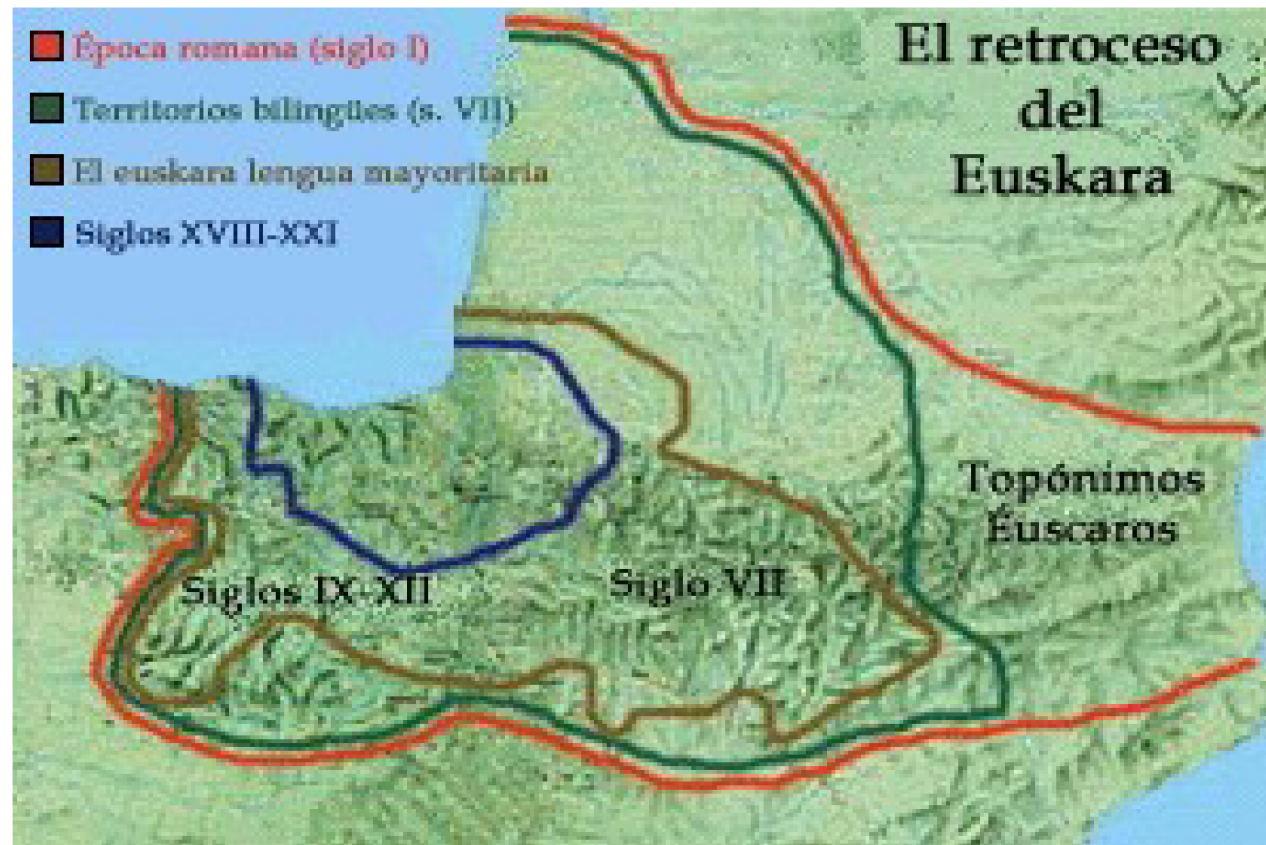 Época romana (siglo I)
Territorios bilingües (s. VII)
El euskara lengua mayoritaria
Siglos XVIII-XXI
El retroceso
del
Euskara
Topónimos
Éuscaros
Siglos IX-XII
Siglo VII